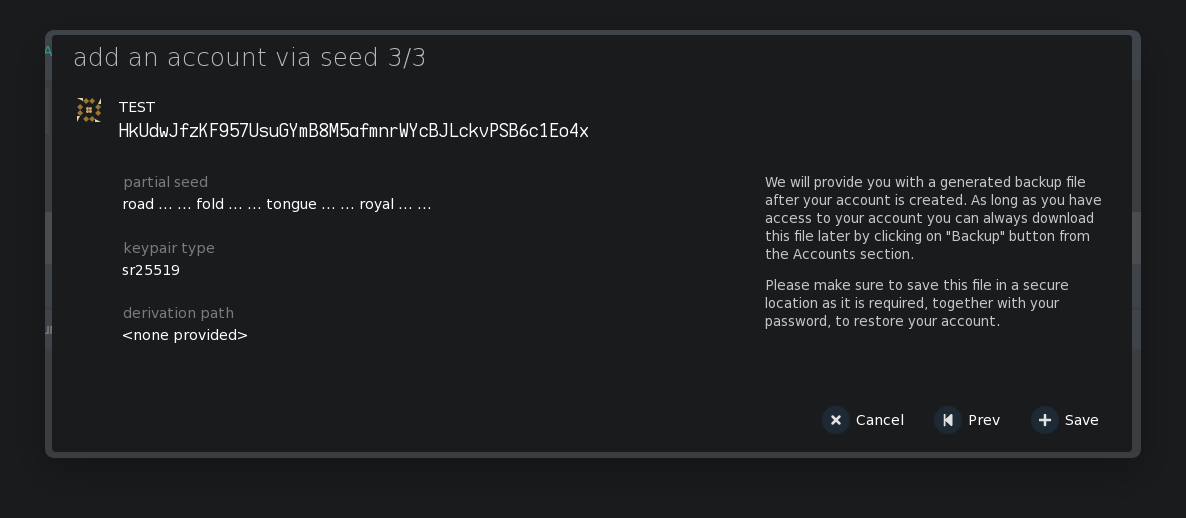 add an account via seed 3/3
TEST
HkUdwJfzKF957UsuGYmB8M5afmnrWYcBJLckvPSB6c1Eo4x
partial seed
road … … fold … … tongue … … royal … …
keypair type
sr25519
derivation path
<none provided>
We will provide you with a generated backup file
after your account is created. As long as you have
access to your account you can always download
this file later by clicking on "Backup" button from
the Accounts section.
Please make sure to save this file in a secure
location as it is required, together with your
password, to restore your account.
Cancel
Prev
Save